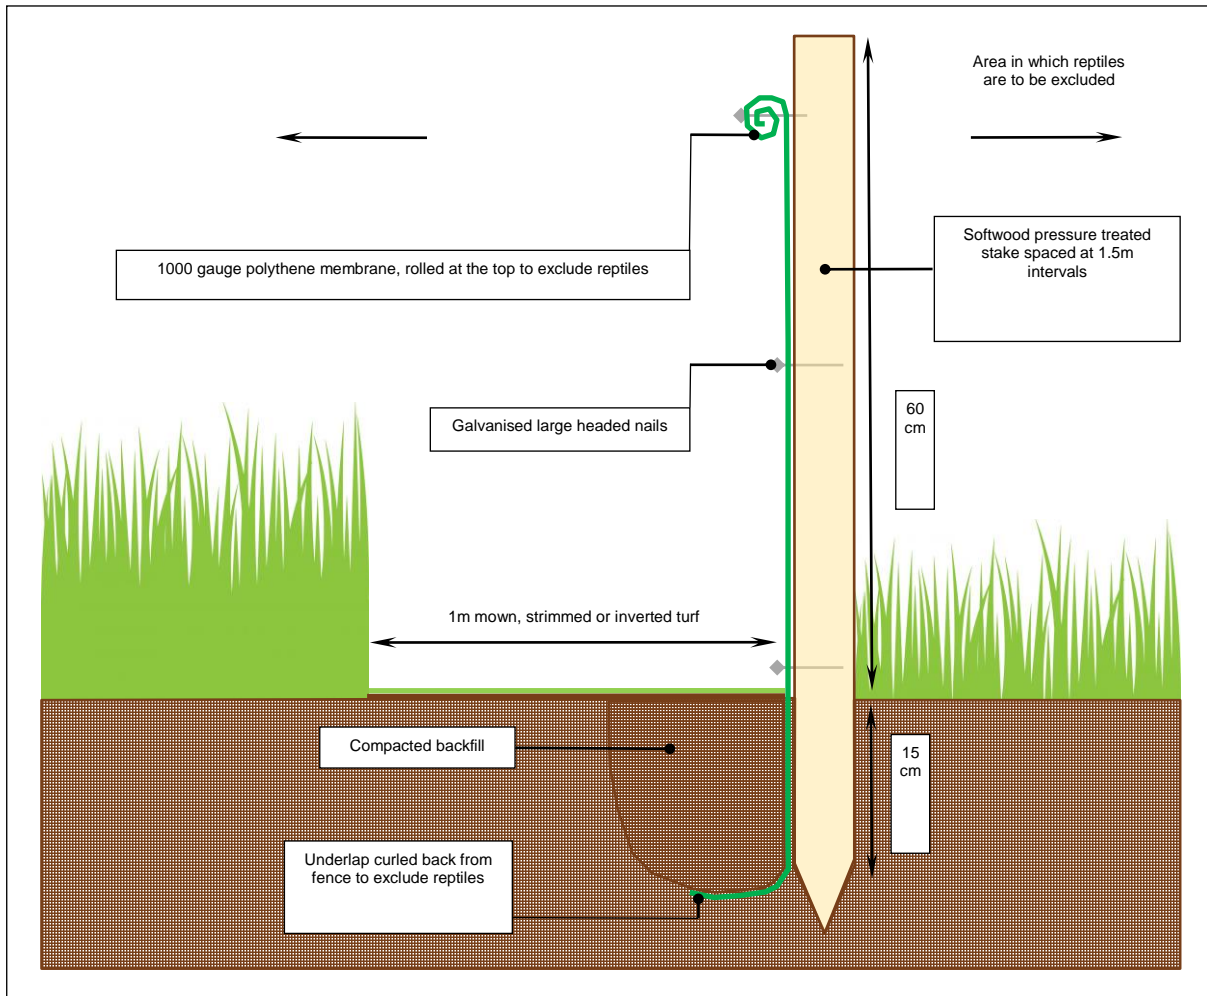 Area in which reptiles
are to be excluded
Softwood pressure treated
stake spaced at 1.5m
intervals
1000 gauge polythene membrane, rolled at the top to exclude reptiles
Galvanised large headed nails
60
cm
1m mown, strimmed or inverted turf
Compacted backfill
15
cm
Underlap curled back from
fence to exclude reptiles